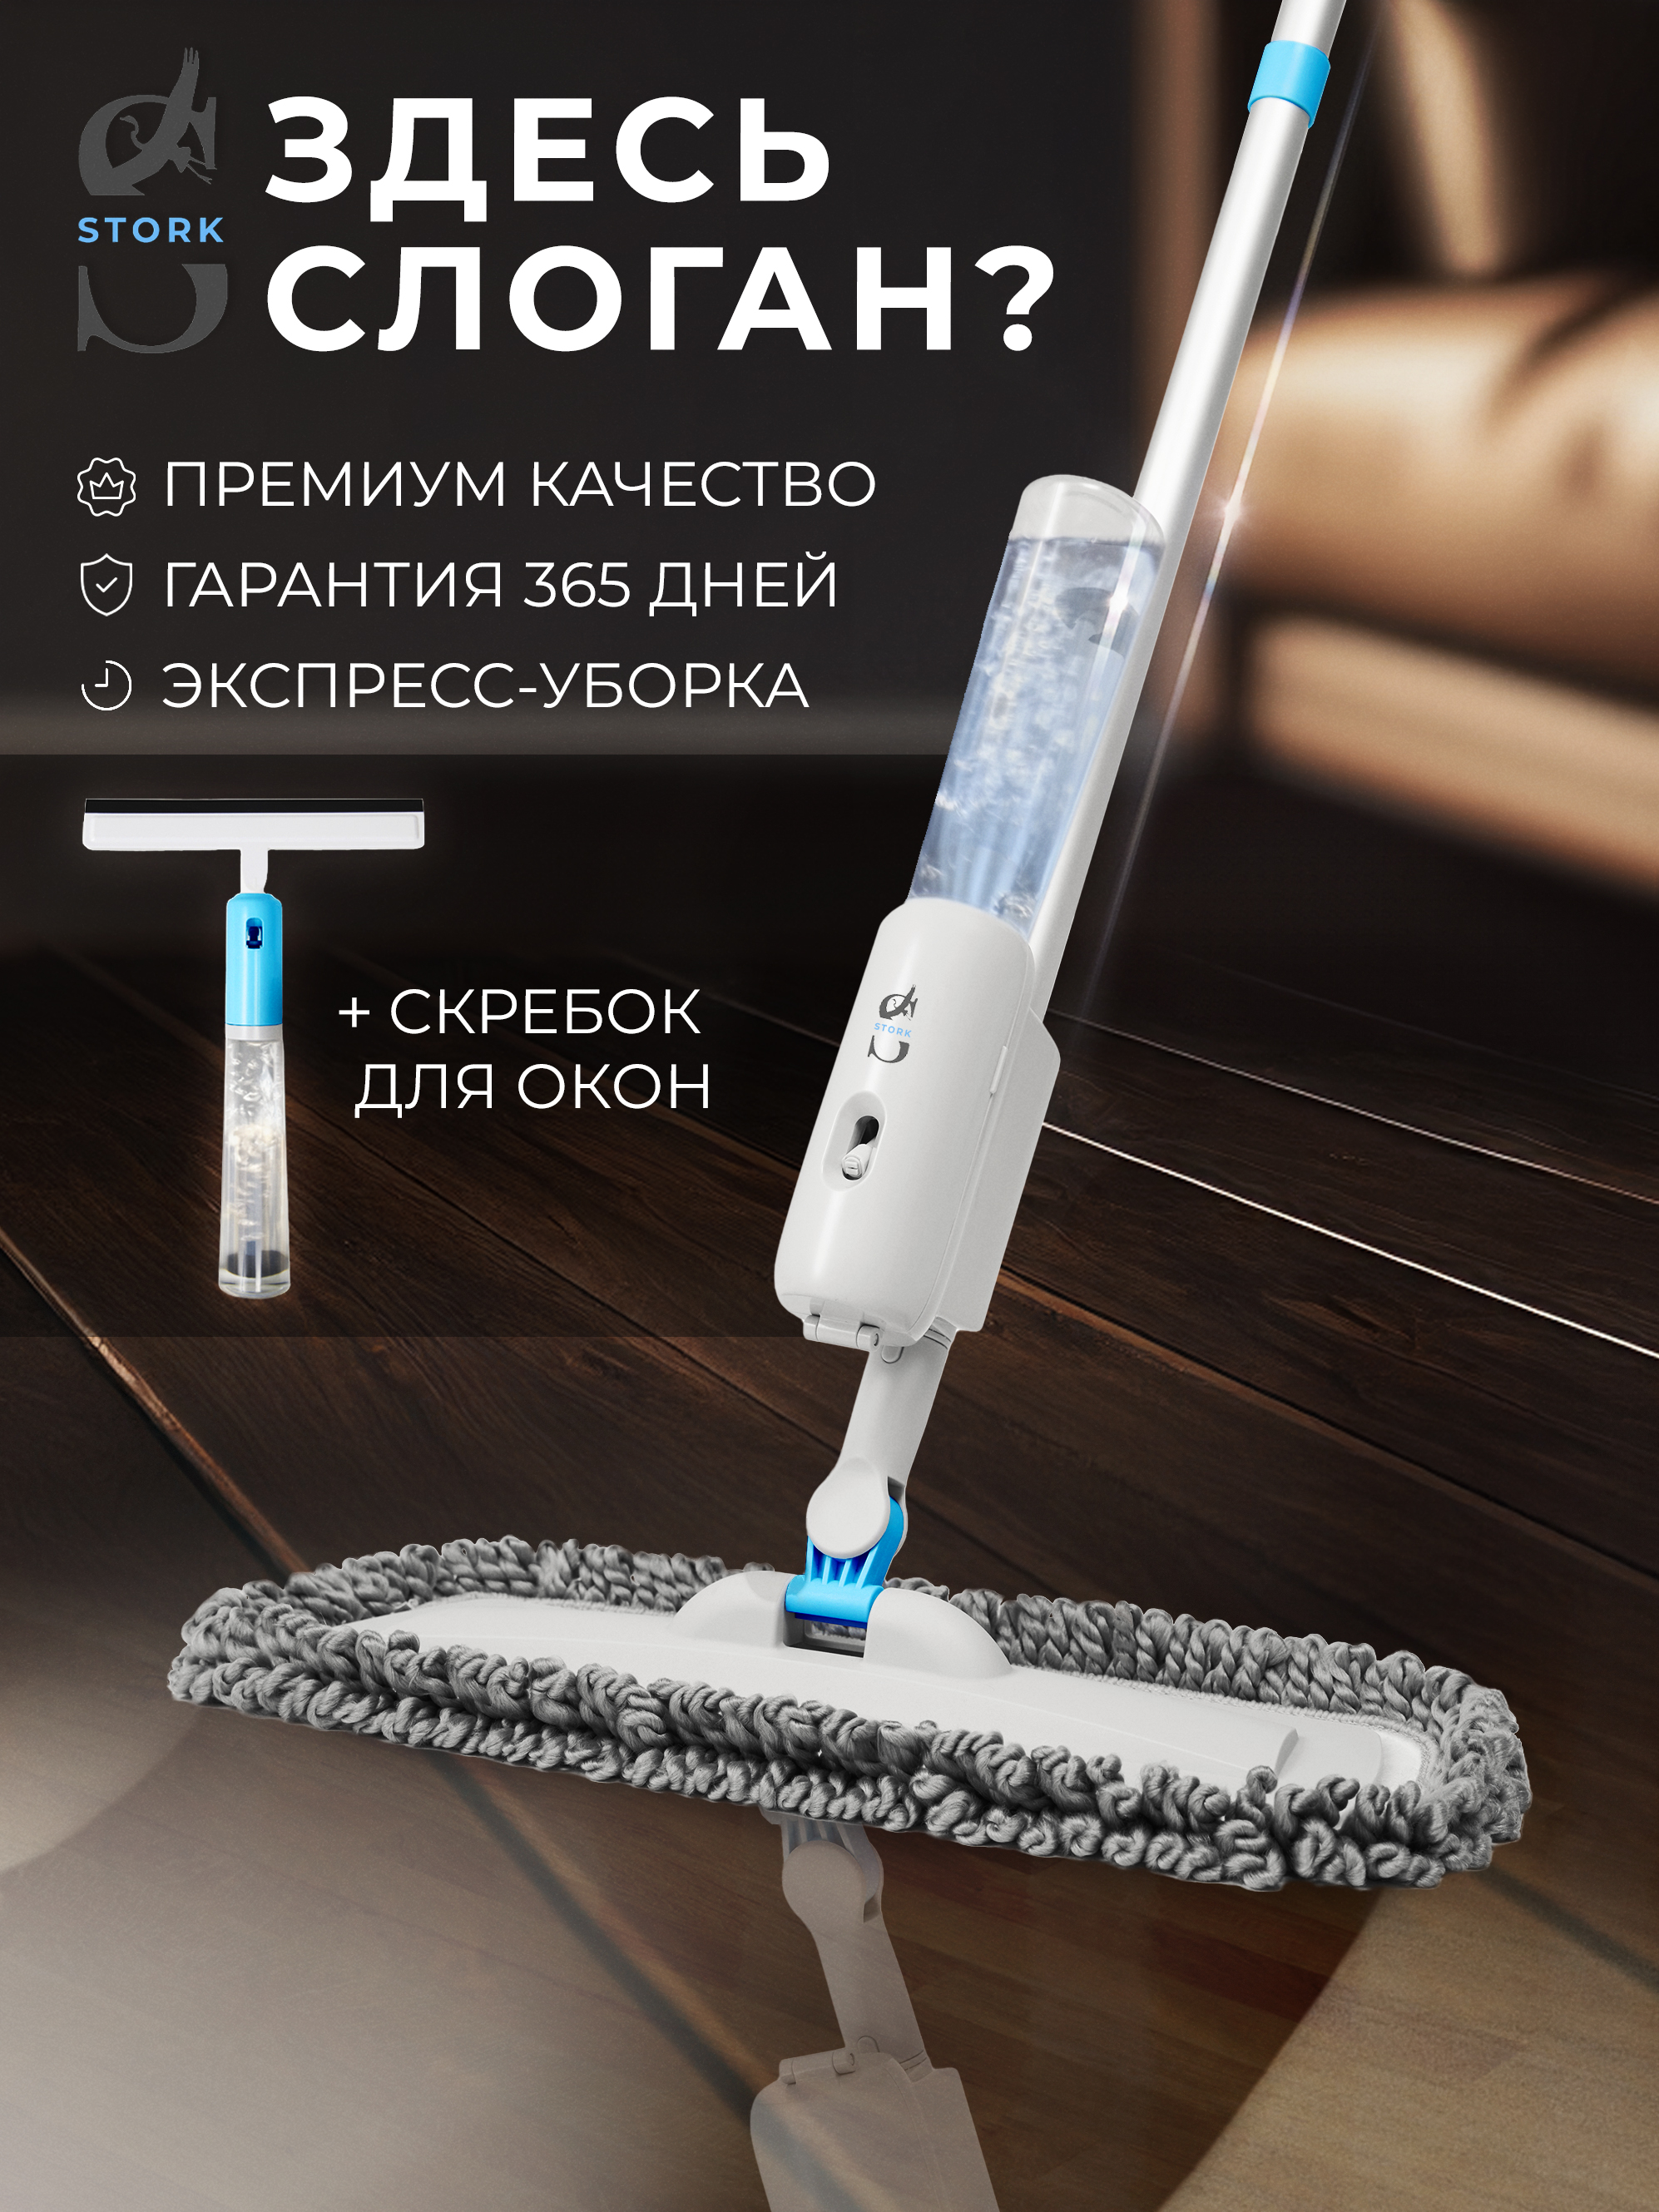 STORK
ЗДЕСЬ
СЛОГАН?
ПРЕМИУМ КАЧЕСТВО
ГАРАНТИЯ 365 ДНЕЙ
ЭКСПРЕСС-УБОРКА
+ СКРЕБОК
ДЛЯ ОКОН
STORK